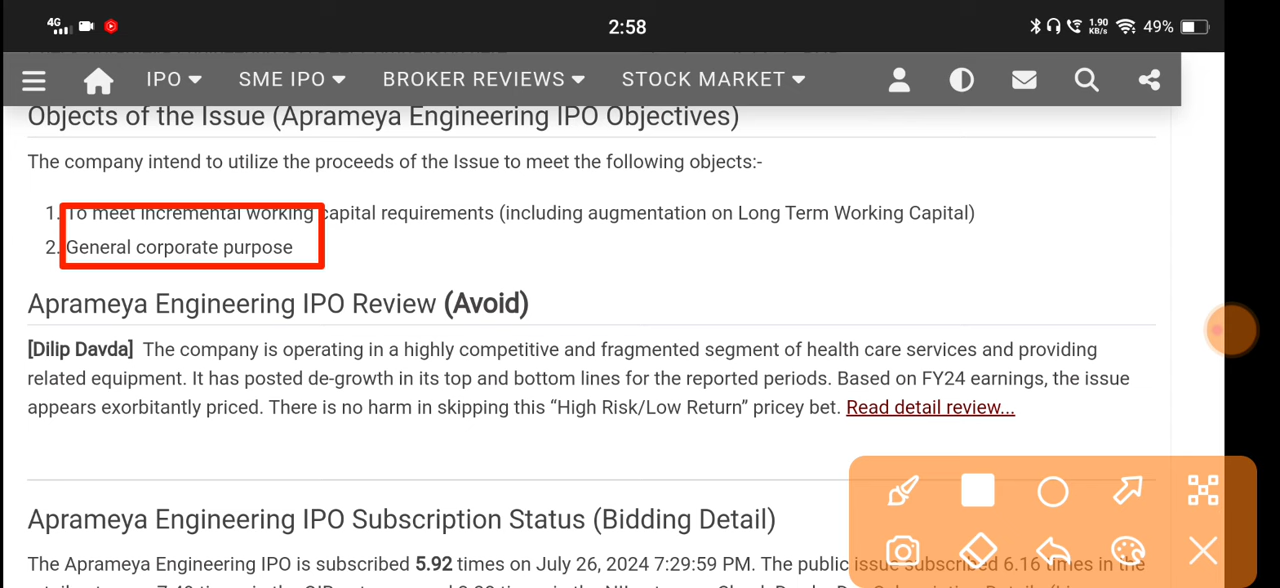 4G 2:58 1.90 KB/s 49%
IPO SME IPO BROKER REVIEWS STOCK MARKET
Objects of the Issue (Aprameya Engineering IPO Objectives)
The company intend to utilize the proceeds of the Issue to meet the following objects:-
1. To meet incremental working capital requirements (including augmentation on Long Term Working Capital)
2. General corporate purpose
Aprameya Engineering IPO Review (Avoid)
[Dilip Davda] The company is operating in a highly competitive and fragmented segment of health care services and providing
related equipment. It has posted de-growth in its top and bottom lines for the reported periods. Based on FY24 earnings, the issue
appears exorbitantly priced. There is no harm in skipping this “High Risk/Low Return” pricey bet. Read detail review...
Aprameya Engineering IPO Subscription Status (Bidding Detail)
The Aprameya Engineering IPO is subscribed 5.92 times on July 26, 2024 7:29:59 PM. The public issue subscribed 6.16 times in the